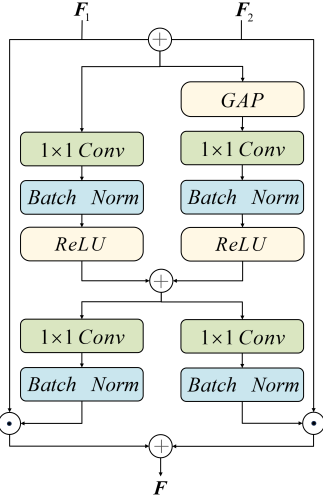 F1 F2
GAP
1×1 Conv 1×1 Conv
Batch Norm Batch Norm
ReLU ReLU
1×1 Conv 1×1 Conv
Batch Norm Batch Norm
F